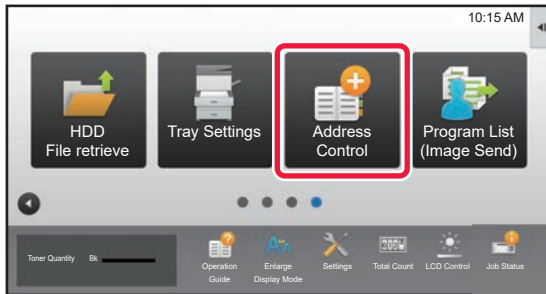 10:15 AM
HDD
File retrieve
Tray Settings
Address
Control
Program List
(Image Send)
Toner Quantity Bk
Operation
Guide
Enlarge
Display Mode
Settings
Total Count
LCD Control
Job Status